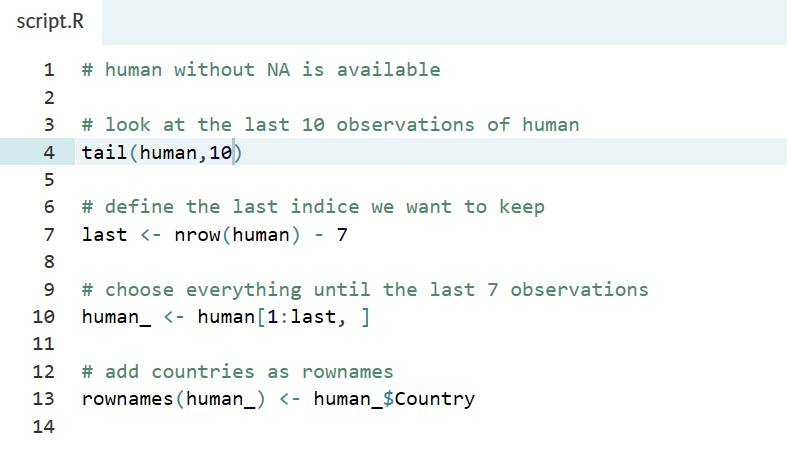 script.R
1 # human without NA is available
2
3 # look at the last 10 observations of human
4 tail(human,10)
5
6 # define the last indice we want to keep
7 last <- nrow(human) - 7
8
9 # choose everything until the last 7 observations
10 human_ <- human[1:last, ]
11
12 # add countries as rownames
13 rownames(human_) <- human_$Country
14